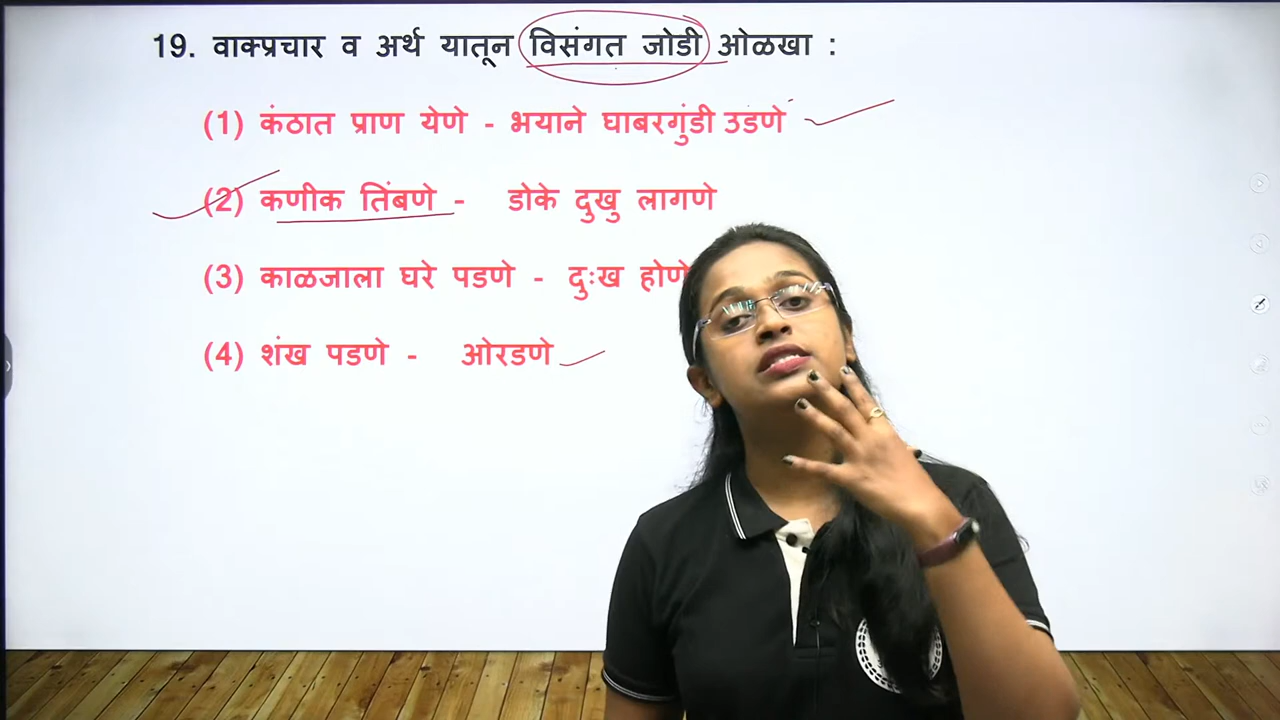 19. वाक्प्रचार व अर्थ यातून विसंगत जोडी ओळखा :
(1) कंठात प्राण येणे - भयाने घाबरगुंडी उडणे
(2) कणीक तिंबणे - डोके दुखु लागणे
(3) काळजाला घरे पडणे - दुःख होणे
(4) शंख पडणे - ओरडणे